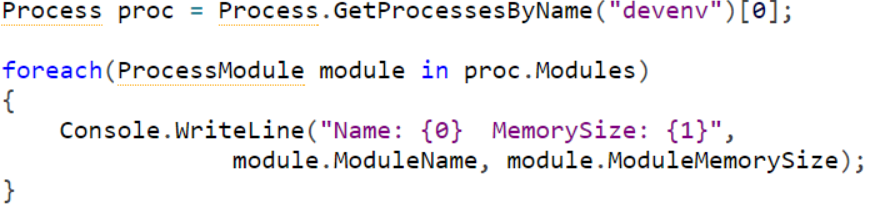 Process proc = Process.GetProcessesByName("devenv")[0];
foreach(ProcessModule module in proc.Modules)
{
    Console.WriteLine("Name: {0}  MemorySize: {1}",
                module.ModuleName, module.ModuleMemorySize);
}